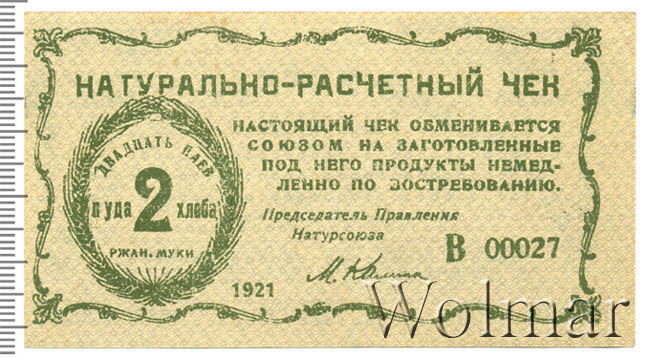 НАТУРАЛЬНО-РАСЧЕТНЫЙ ЧЕК
ДВАДЦАТЬ ПАЕВ
пуда 2 хлеба
РЖАН. МУКИ
НАСТОЯЩИЙ ЧЕК ОБМЕНИВАЕТСЯ
СОЮЗОМ НА ЗАГОТОВЛЕННЫЕ
ПОД НЕГО ПРОДУКТЫ НЕМЕД-
ЛЕННО ПО ВОСТРЕБОВАНИЮ.
Председатель Правления
Натурсоюза
В 00027
1921
Wolmar